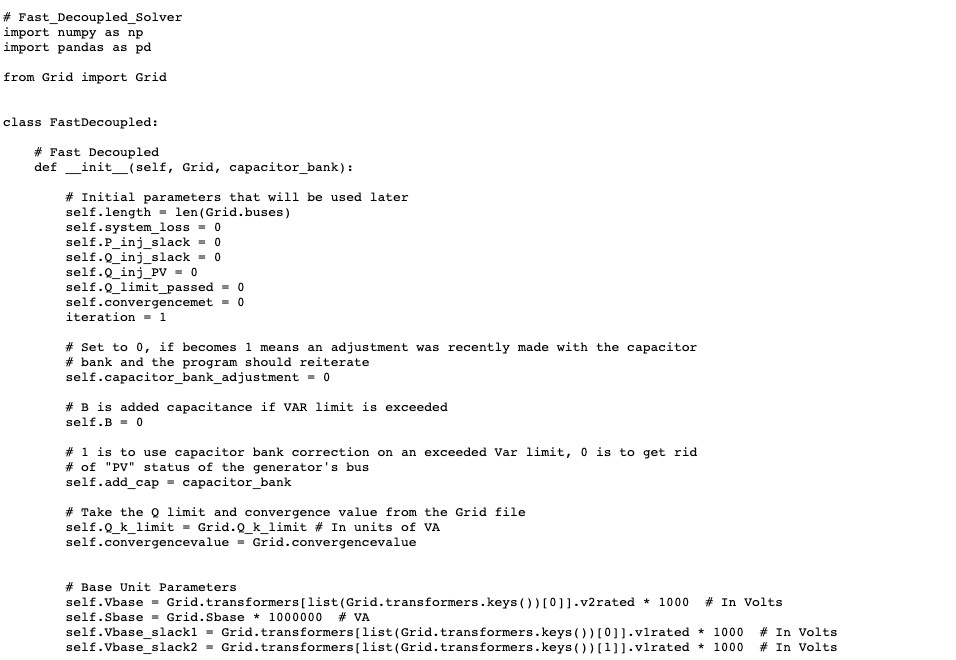 # Fast_Decoupled_Solver
import numpy as np
import pandas as pd

from Grid import Grid


class FastDecoupled:

    # Fast Decoupled
    def __init__(self, Grid, capacitor_bank):

        # Initial parameters that will be used later
        self.length = len(Grid.buses)
        self.system_loss = 0
        self.P_inj_slack = 0
        self.Q_inj_slack = 0
        self.Q_inj_PV = 0
        self.Q_limit_passed = 0
        self.convergencemet = 0
        iteration = 1

        # Set to 0, if becomes 1 means an adjustment was recently made with the capacitor
        # bank and the program should reiterate
        self.capacitor_bank_adjustment = 0

        # B is added capacitance if VAR limit is exceeded
        self.B = 0

        # 1 is to use capacitor bank correction on an exceeded Var limit, 0 is to get rid
        # of "PV" status of the generator's bus
        self.add_cap = capacitor_bank

        # Take the Q limit and convergence value from the Grid file
        self.Q_k_limit = Grid.Q_k_limit # In units of VA
        self.convergencevalue = Grid.convergencevalue


        # Base Unit Parameters
        self.Vbase = Grid.transformers[list(Grid.transformers.keys())[0]].v2rated * 1000  # In Volts
        self.Sbase = Grid.Sbase * 1000000  # VA
        self.Vbase_slack1 = Grid.transformers[list(Grid.transformers.keys())[0]].v1rated * 1000  # In Volts
        self.Vbase_slack2 = Grid.transformers[list(Grid.transformers.keys())[1]].v1rated * 1000  # In Volts